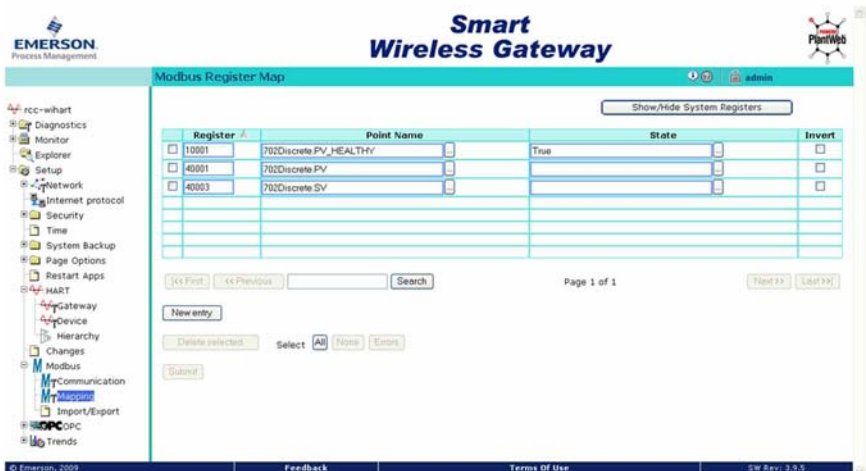 EMERSON
Process Management
Smart
Wireless Gateway
POWERED
PlantWeb
Modbus Register Map
admin
rcc-wihart
Diagnostics
Monitor
Explorer
Setup
Network
Internet protocol
Security
Time
System Backup
Page Options
Restart Apps
HART
Gateway
Device
Hierarchy
Changes
Modbus
Communication
Mapping
Import/Export
OPC OPC
Trends
Show/Hide System Registers
Register Point Name State Invert
10001 702Discrete.PV_HEALTHY ... True ...
40001 702Discrete.PV ... ...
40003 702Discrete.SV ... ...
|<< First << Previous Search Page 1 of 1 Next >> Last >>|
New entry
Delete selected Select All None Errors
Submit
© Emerson, 2009 Feedback Terms Of Use SW Rev: 3.9.5